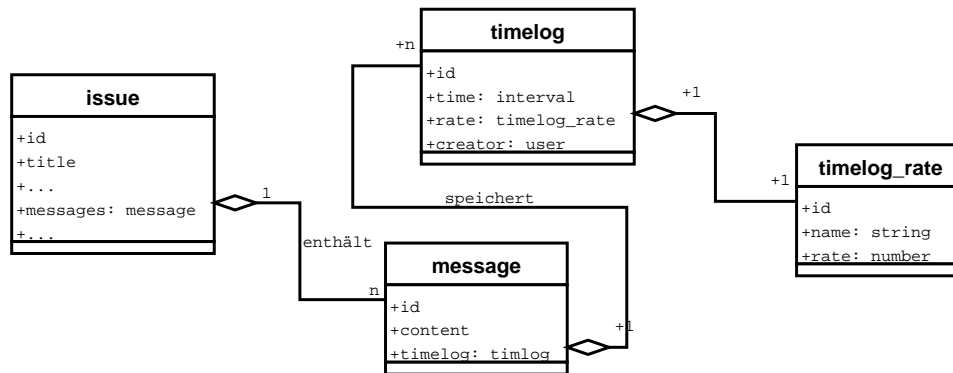 issue
+id
+title
+...
+messages: message
+...
1
enthält
n
message
+id
+content
+timelog: timlog
+1
speichert
+n
timelog
+id
+time: interval
+rate: timelog_rate
+creator: user
+1
+1
timelog_rate
+id
+name: string
+rate: number